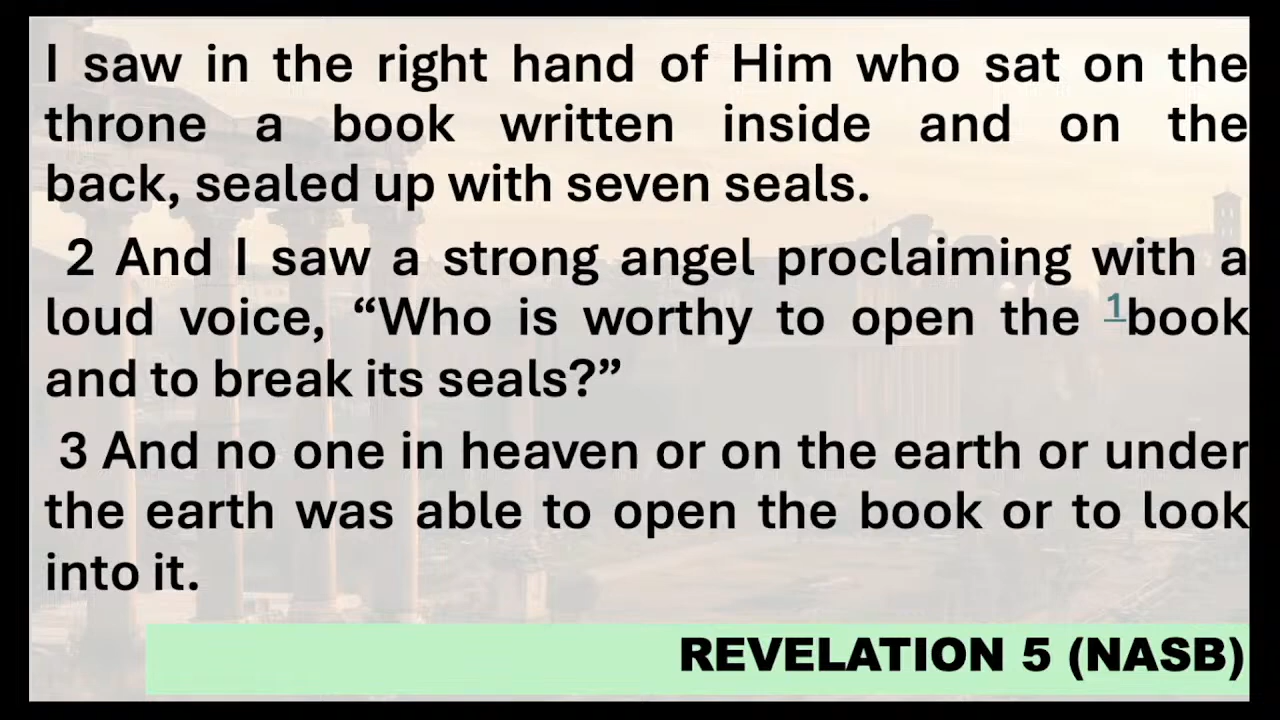 I saw in the right hand of Him who sat on the
throne a book written inside and on the
back, sealed up with seven seals.
2 And I saw a strong angel proclaiming with a
loud voice, “Who is worthy to open the 1book
and to break its seals?”
3 And no one in heaven or on the earth or under
the earth was able to open the book or to look
into it.
REVELATION 5 (NASB)